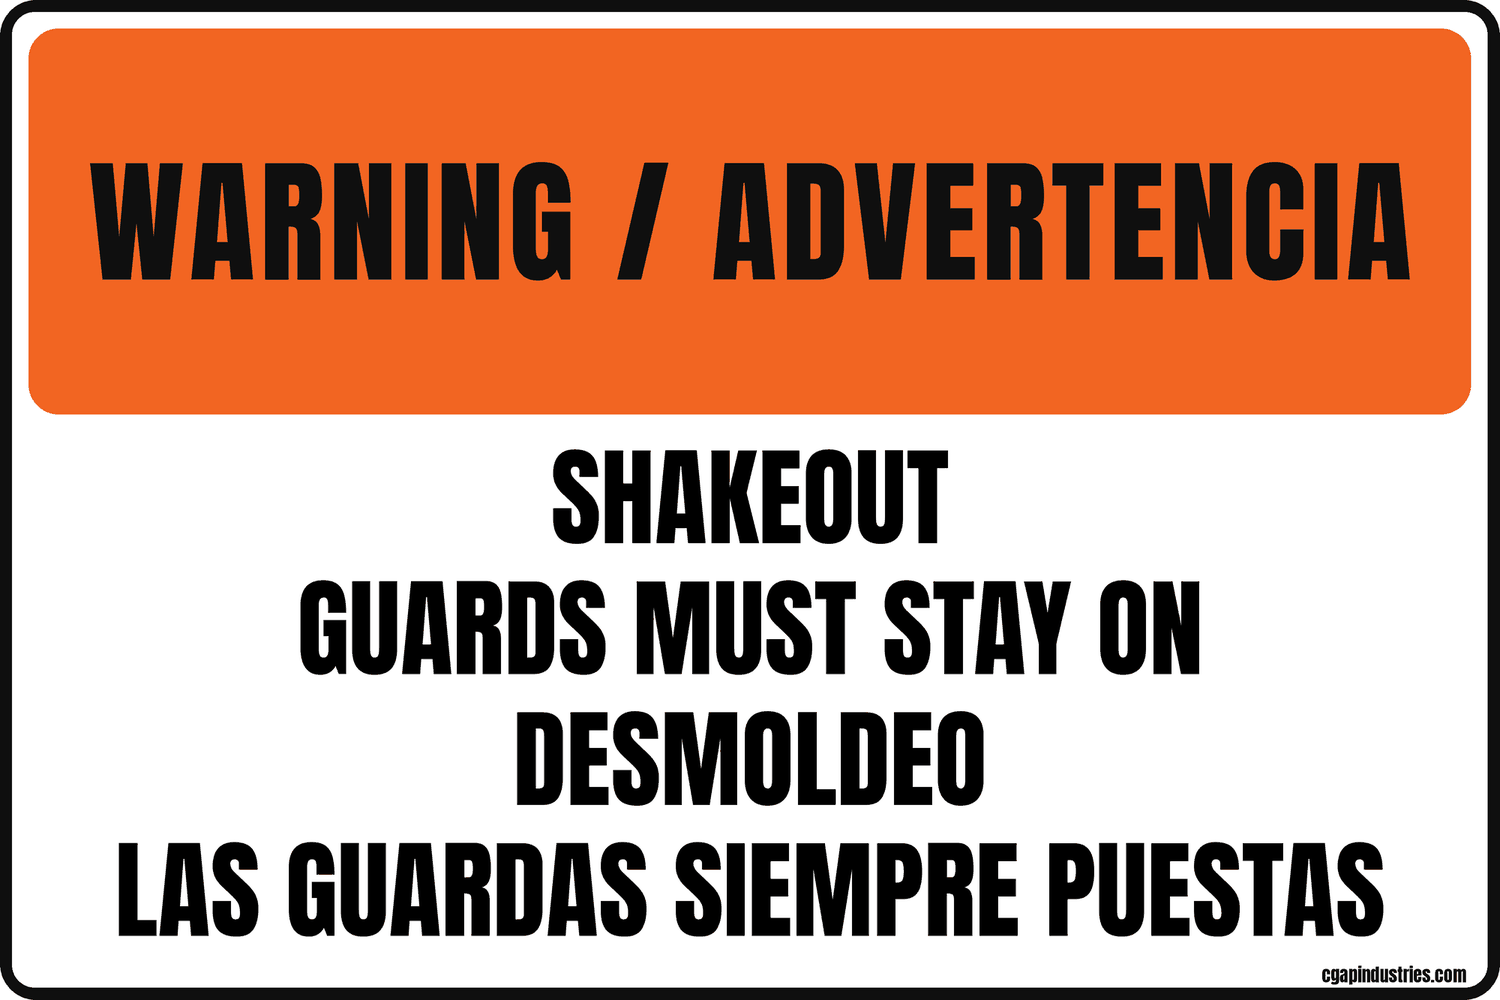 WARNING / ADVERTENCIA
SHAKEOUT
GUARDS MUST STAY ON
DESMOLDEO
LAS GUARDAS SIEMPRE PUESTAS
cgapindustries.com